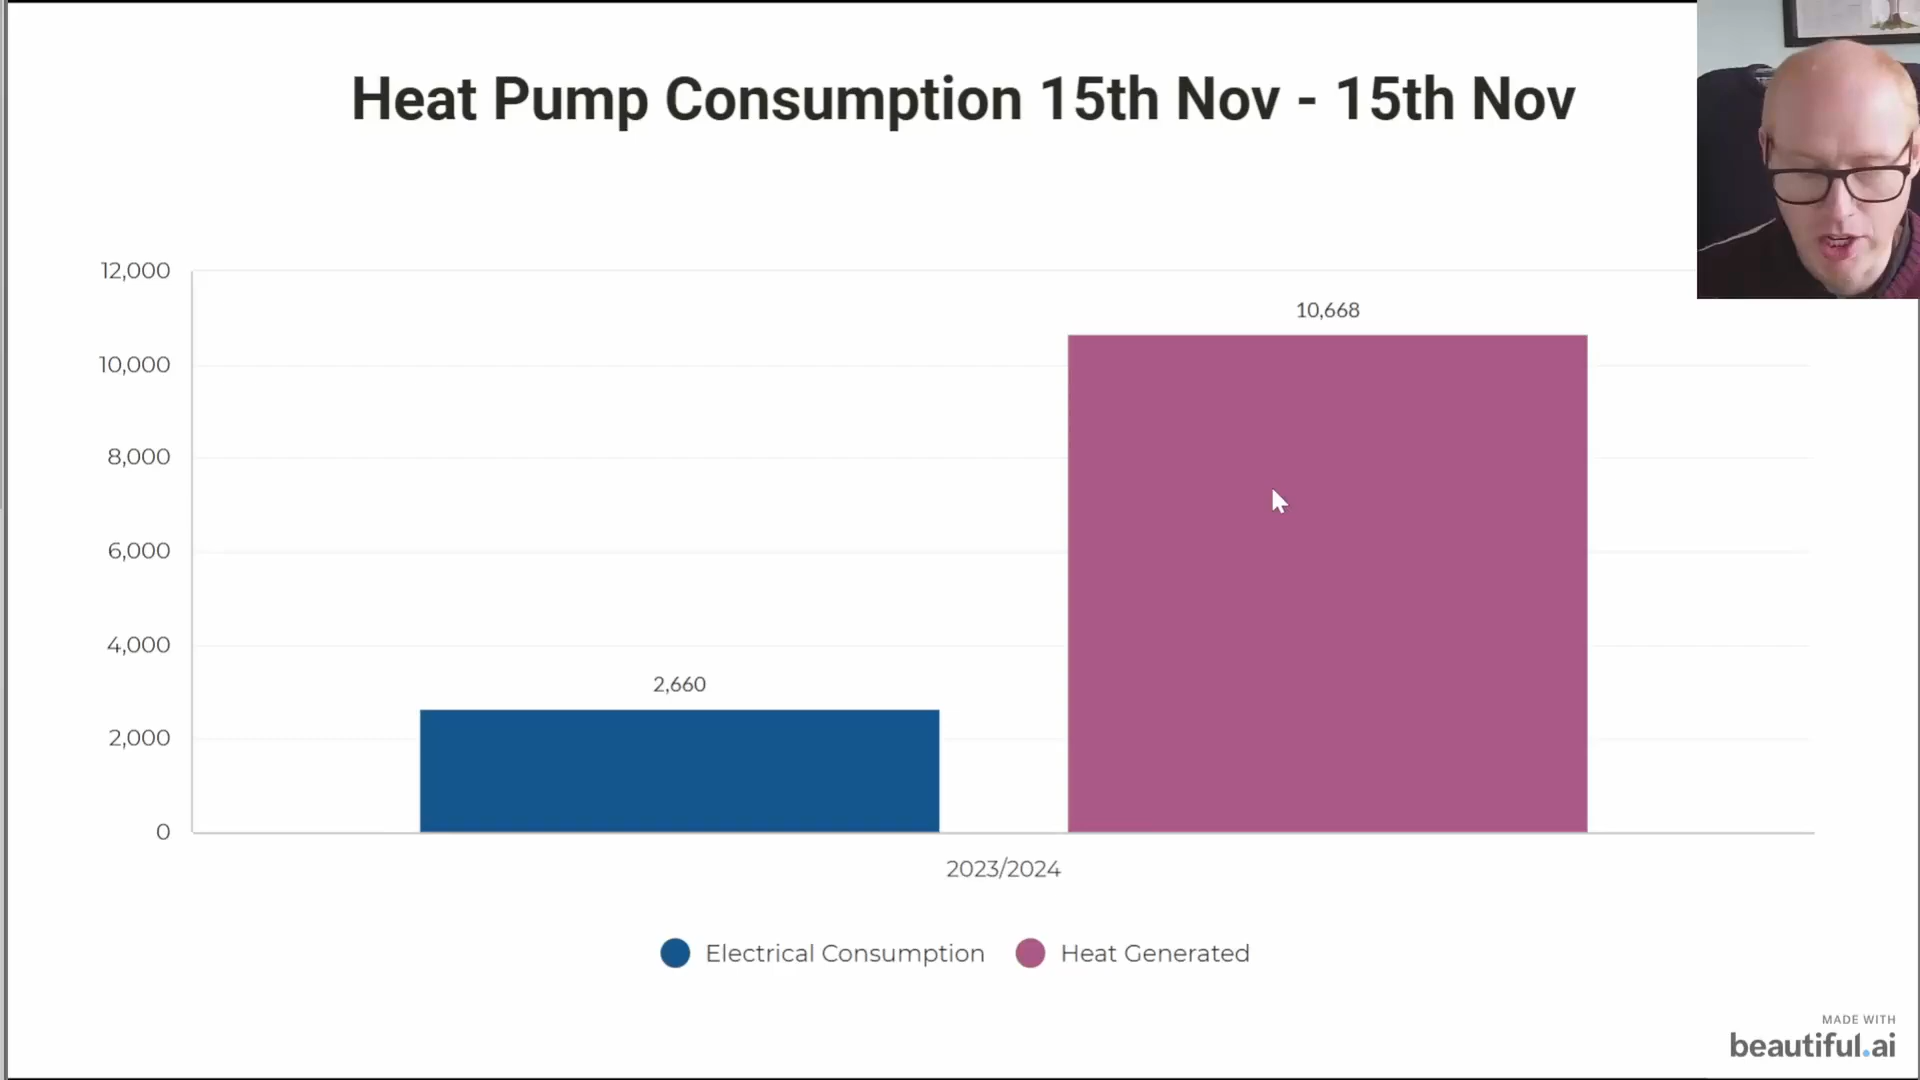 Heat Pump Consumption 15th Nov - 15th Nov
12,000
10,668
10,000
8,000
6,000
4,000
2,660
2,000
0
2023/2024
Electrical Consumption Heat Generated
MADE WITH
beautiful.ai